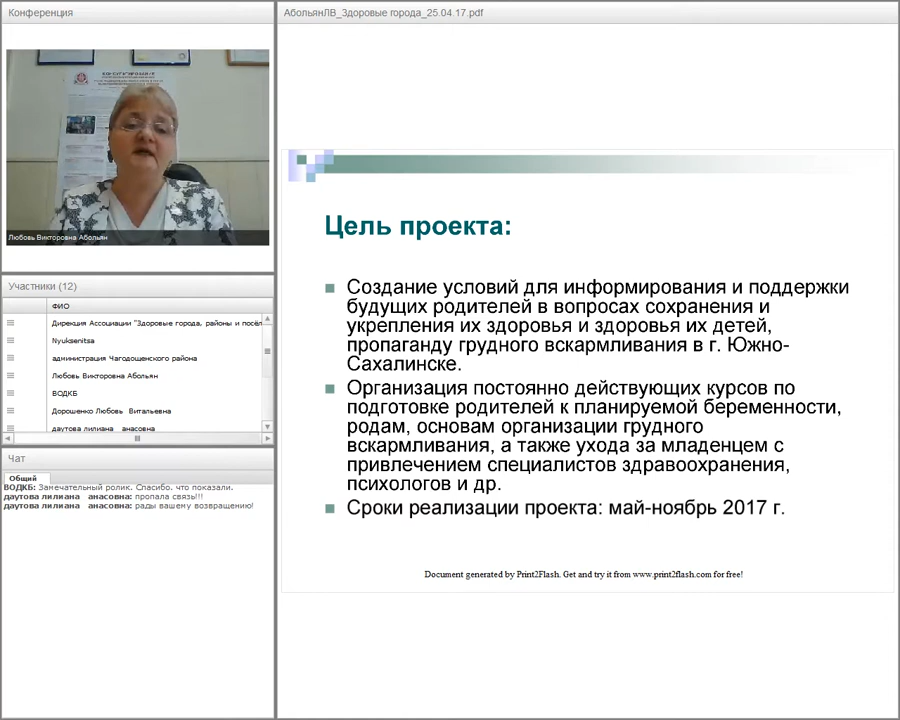 Конференция
КОНСУЛЬТИРОВАНИЕ
Любовь Викторовна Абольян
Участники (12)
ФИО
Дирекция Ассоциации "Здоровые города, районы и посёл
Nyuksenitsa
администрация Чагодощенского района
Любовь Викторовна Абольян
ВОДКБ
Дорошенко Любовь Витальевна
даутова лилиана анасовна
Чат
Общий
ВОДКБ: Замечательный ролик. Спасибо, что показали.
даутова лилиана анасовна: пропала связь!!!
даутова лилиана анасовна: рады вашему возвращению!
АбольянЛВ_Здоровые города_25.04.17.pdf
Цель проекта:
Создание условий для информирования и поддержки
будущих родителей в вопросах сохранения и
укрепления их здоровья и здоровья их детей,
пропаганду грудного вскармливания в г. Южно-
Сахалинске.
Организация постоянно действующих курсов по
подготовке родителей к планируемой беременности,
родам, основам организации грудного
вскармливания, а также ухода за младенцем с
привлечением специалистов здравоохранения,
психологов и др.
Сроки реализации проекта: май-ноябрь 2017 г.
Document generated by Print2Flash. Get and try it from www.print2flash.com for free!